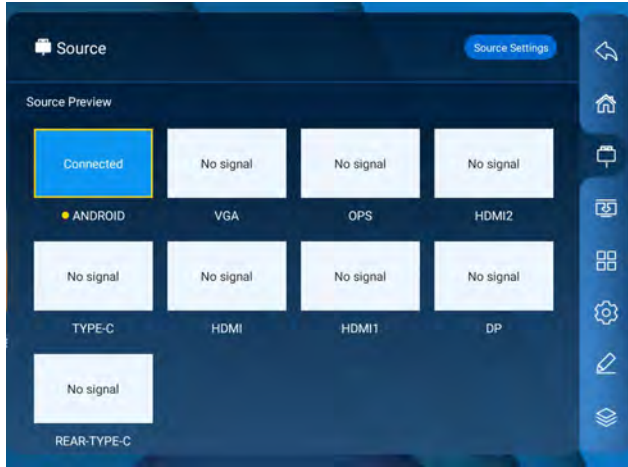 Source
Source Settings
Source Preview
Connected
No signal
No signal
No signal
ANDROID
VGA
OPS
HDMI2
No signal
No signal
No signal
No signal
TYPE-C
HDMI
HDMI1
DP
No signal
REAR-TYPE-C